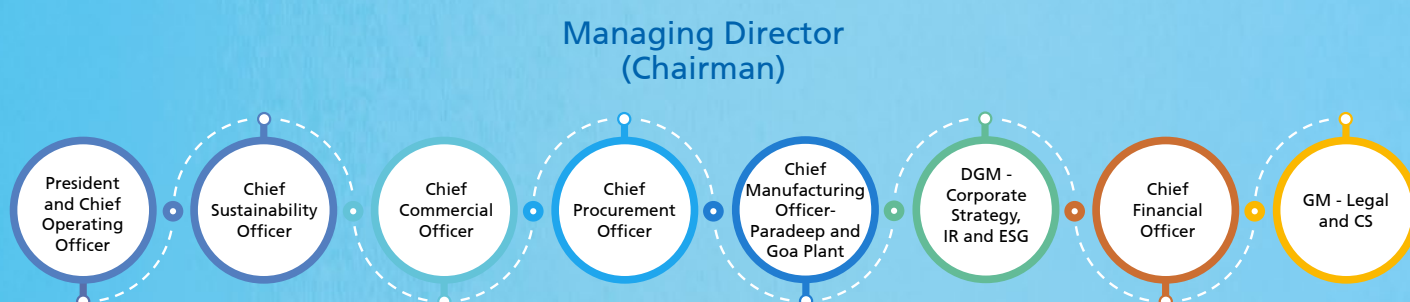 Managing Director
(Chairman)
President
and Chief
Operating
Officer
Chief
Sustainability
Officer
Chief
Commercial
Officer
Chief
Procurement
Officer
Chief
Manufacturing
Officer-
Paradeep and
Goa Plant
DGM -
Corporate
Strategy,
IR and ESG
Chief
Financial
Officer
GM - Legal
and CS